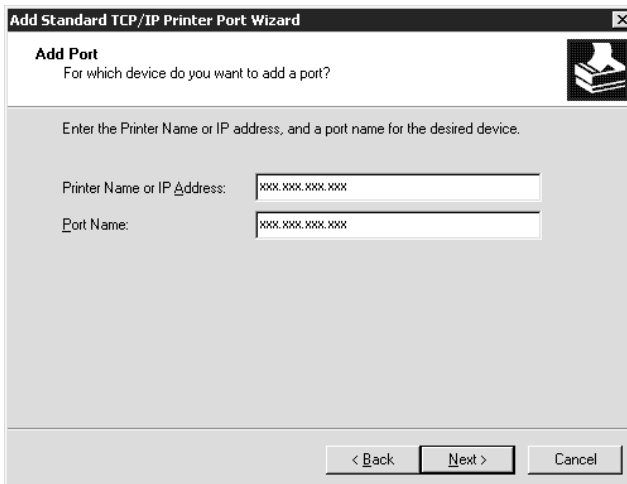 Add Standard TCP/IP Printer Port Wizard
Add Port
For which device do you want to add a port?
Enter the Printer Name or IP address, and a port name for the desired device.
Printer Name or IP Address: xxx.xxx.xxx.xxx
Port Name: xxx.xxx.xxx.xxx
< Back Next > Cancel